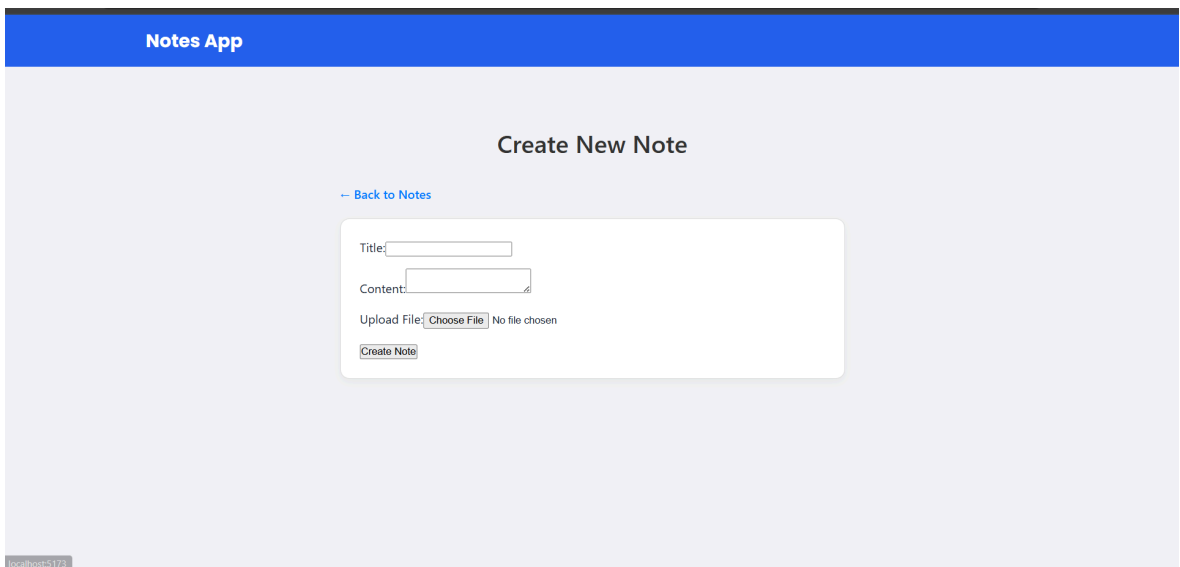 Notes App
Create New Note
← Back to Notes
Title:
Content:
Upload File: Choose File No file chosen
Create Note
localhost:5173